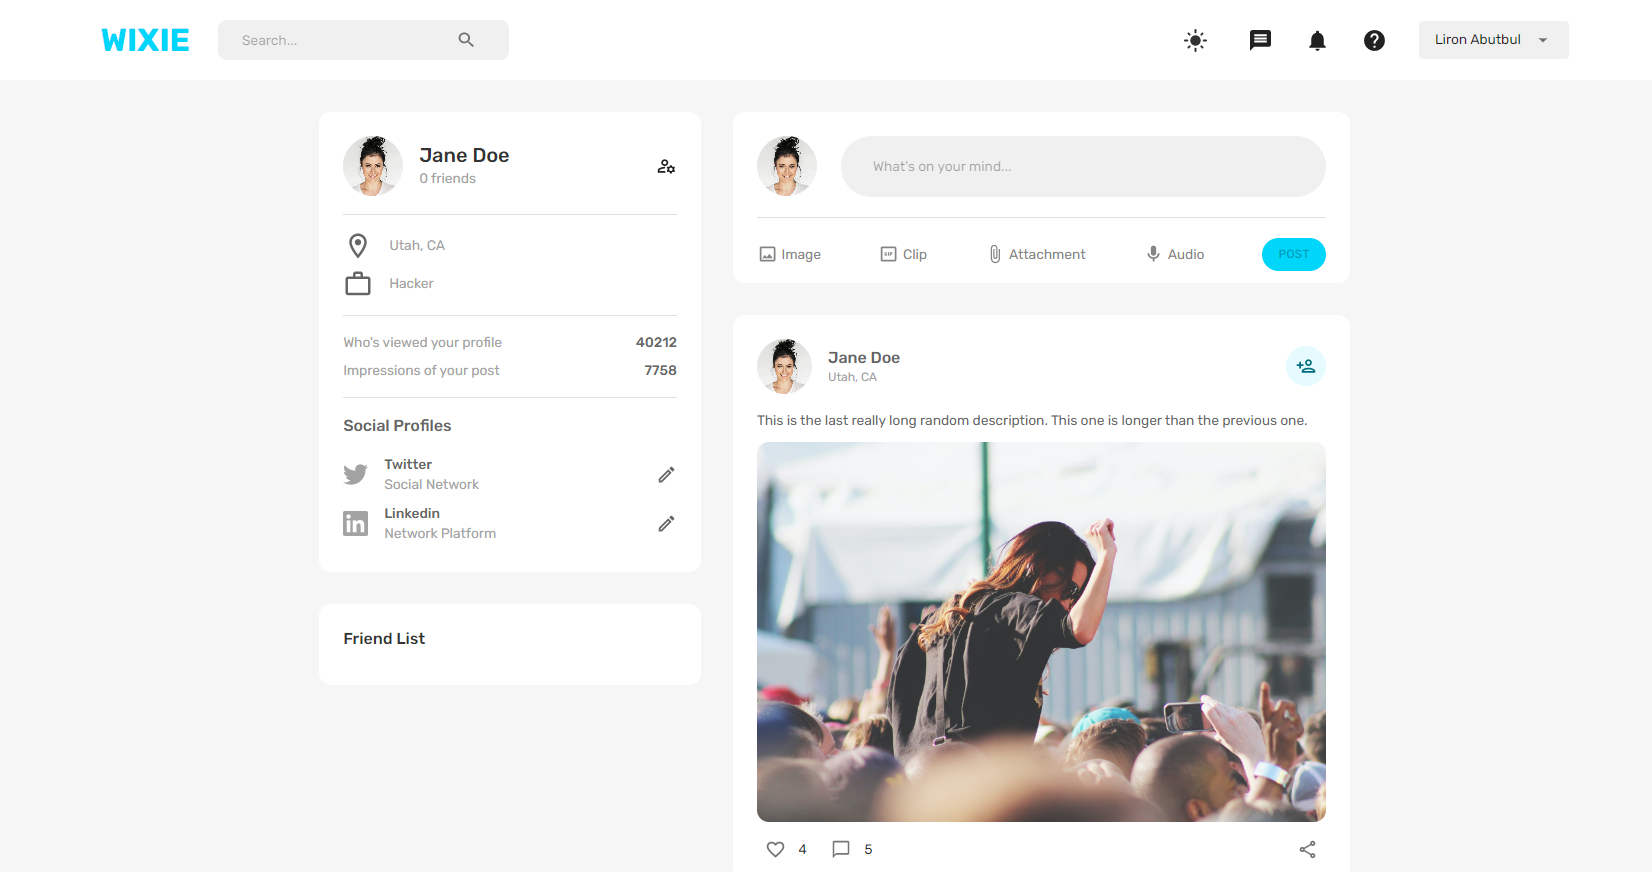 WIXIE
Search...
Liron Abutbul
Jane Doe
0 friends
Utah, CA
Hacker
Who's viewed your profile 40212
Impressions of your post 7758
Social Profiles
Twitter
Social Network
Linkedin
Network Platform
Friend List
What's on your mind...
Image GIF Clip Attachment Audio POST
Jane Doe
Utah, CA
This is the last really long random description. This one is longer than the previous one.
4 5